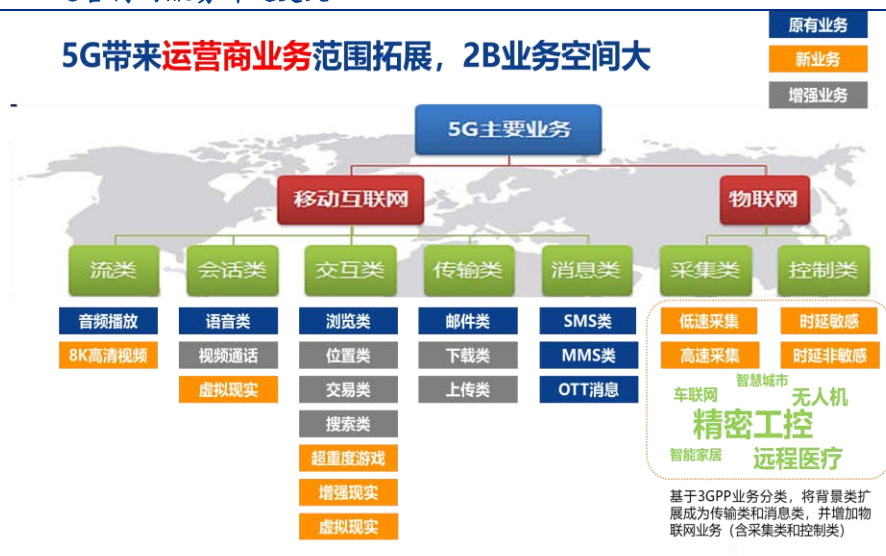 原有业务
5G带来运营商业务范围拓展，2B业务空间大
新业务
增强业务
5G主要业务
移动互联网
物联网
流类
会话类
交互类
传输类
消息类
采集类
控制类
音频播放
语音类
浏览类
邮件类
SMS类
低速采集
时延敏感
8K高清视频
视频通话
位置类
下载类
MMS类
高速采集
时延非敏感
虚拟现实
交易类
上传类
OTT消息
搜索类
超重度游戏
增强现实
虚拟现实
智慧城市
车联网
无人机
精密工控
智能家居
远程医疗
基于3GPP业务分类，将背景类扩
展成为传输类和消息类，并增加物
联网业务（含采集类和控制类）